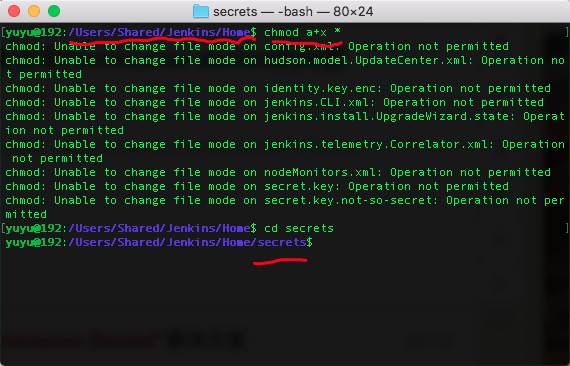 secrets — -bash — 80×24
[yuyu@192:/Users/Shared/Jenkins/Home$ chmod a+x * ]
chmod: Unable to change file mode on config.xml: Operation not permitted
chmod: Unable to change file mode on hudson.model.UpdateCenter.xml: Operation no
t permitted
chmod: Unable to change file mode on identity.key.enc: Operation not permitted
chmod: Unable to change file mode on jenkins.CLI.xml: Operation not permitted
chmod: Unable to change file mode on jenkins.install.UpgradeWizard.state: Operat
ion not permitted
chmod: Unable to change file mode on jenkins.telemetry.Correlator.xml: Operation
 not permitted
chmod: Unable to change file mode on nodeMonitors.xml: Operation not permitted
chmod: Unable to change file mode on secret.key: Operation not permitted
chmod: Unable to change file mode on secret.key.not-so-secret: Operation not per
mitted
[yuyu@192:/Users/Shared/Jenkins/Home$ cd secrets ]
yuyu@192:/Users/Shared/Jenkins/Home/secrets$